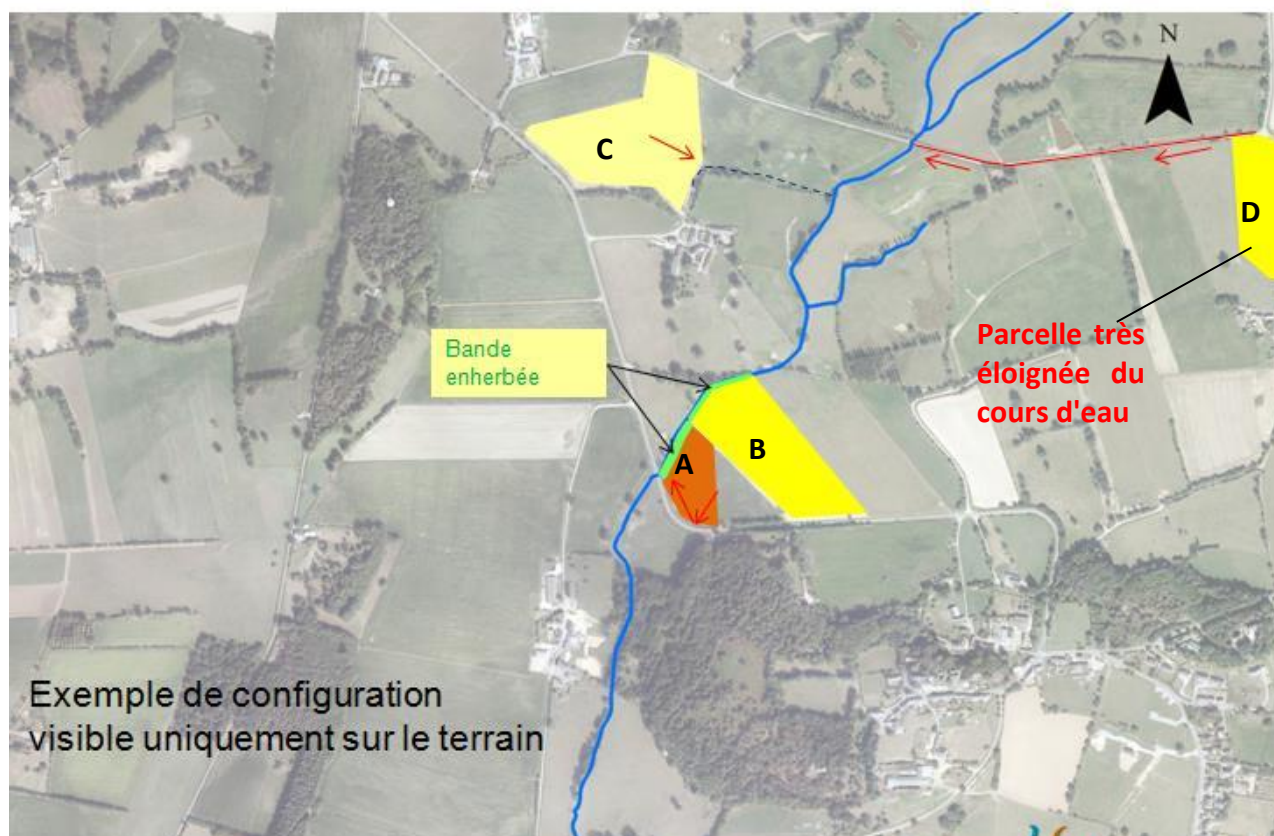 N
C
D
Parcelle très
éloignée du
cours d'eau
Bande
enherbée
B
A
Exemple de configuration
visible uniquement sur le terrain